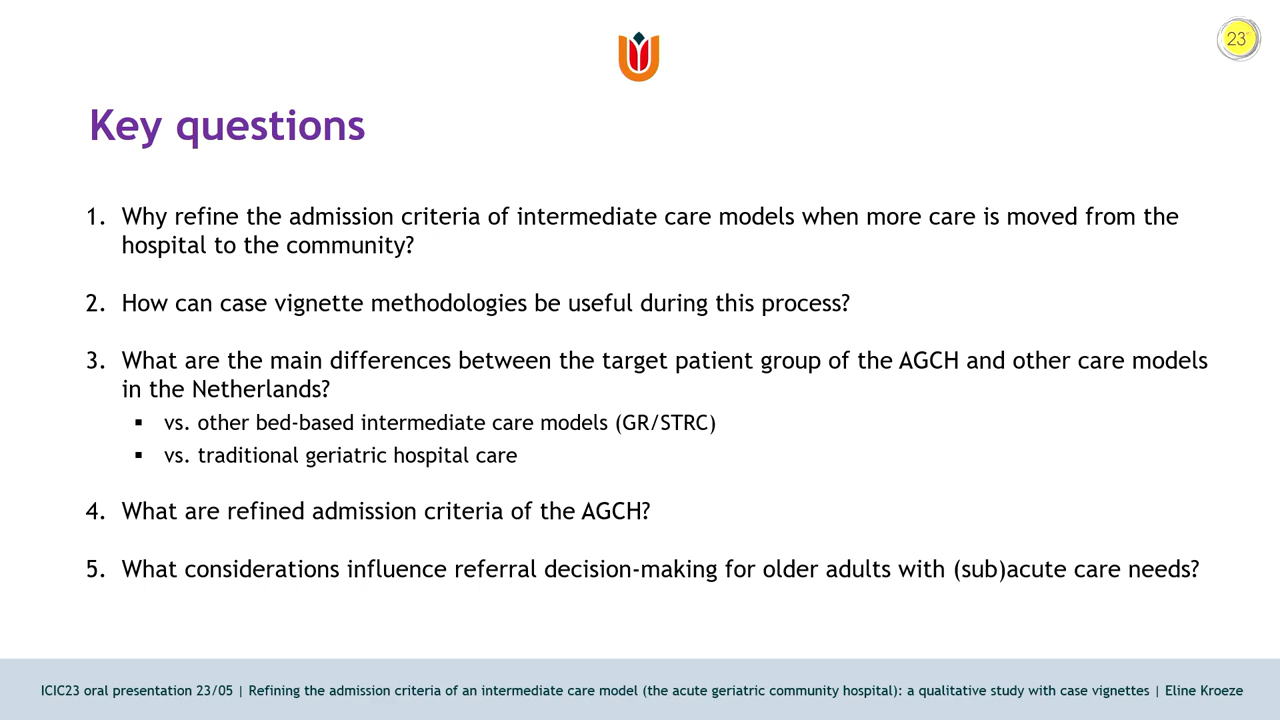 23
Key questions
1. Why refine the admission criteria of intermediate care models when more care is moved from the
hospital to the community?
2. How can case vignette methodologies be useful during this process?
3. What are the main differences between the target patient group of the AGCH and other care models
in the Netherlands?
▪ vs. other bed-based intermediate care models (GR/STRC)
▪ vs. traditional geriatric hospital care
4. What are refined admission criteria of the AGCH?
5. What considerations influence referral decision-making for older adults with (sub)acute care needs?
ICIC23 oral presentation 23/05 | Refining the admission criteria of an intermediate care model (the acute geriatric community hospital): a qualitative study with case vignettes | Eline Kroeze